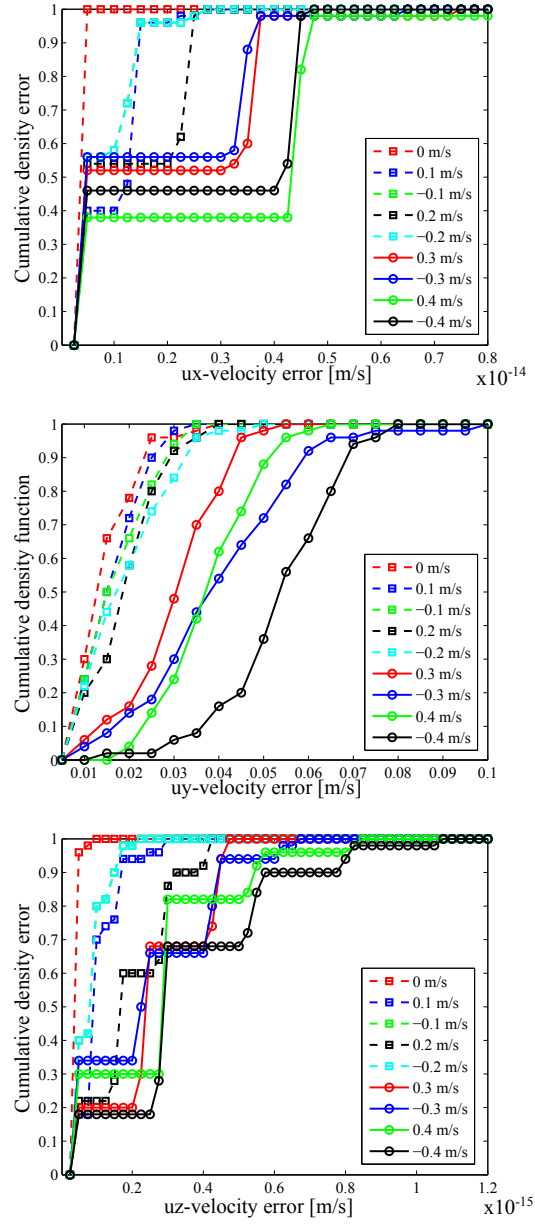 1
0.9
0.8
0.7
0.6
0.5
0.4
0.3
0.2
0.1
0
Cumulative density error
0 m/s
0.1 m/s
−0.1 m/s
0.2 m/s
−0.2 m/s
0.3 m/s
−0.3 m/s
0.4 m/s
−0.4 m/s
0.1 0.2 0.3 0.4 0.5 0.6 0.7 0.8
ux-velocity error [m/s]
x10^-14
1
0.9
0.8
0.7
0.6
0.5
0.4
0.3
0.2
0.1
0
Cumulative density function
0 m/s
0.1 m/s
−0.1 m/s
0.2 m/s
−0.2 m/s
0.3 m/s
−0.3 m/s
0.4 m/s
−0.4 m/s
0.01 0.02 0.03 0.04 0.05 0.06 0.07 0.08 0.09 0.1
uy-velocity error [m/s]
1
0.9
0.8
0.7
0.6
0.5
0.4
0.3
0.2
0.1
0
Cumulative density error
0 m/s
0.1 m/s
−0.1 m/s
0.2 m/s
−0.2 m/s
0.3 m/s
−0.3 m/s
0.4 m/s
−0.4 m/s
0.2 0.4 0.6 0.8 1 1.2
uz-velocity error [m/s]
x10^-15